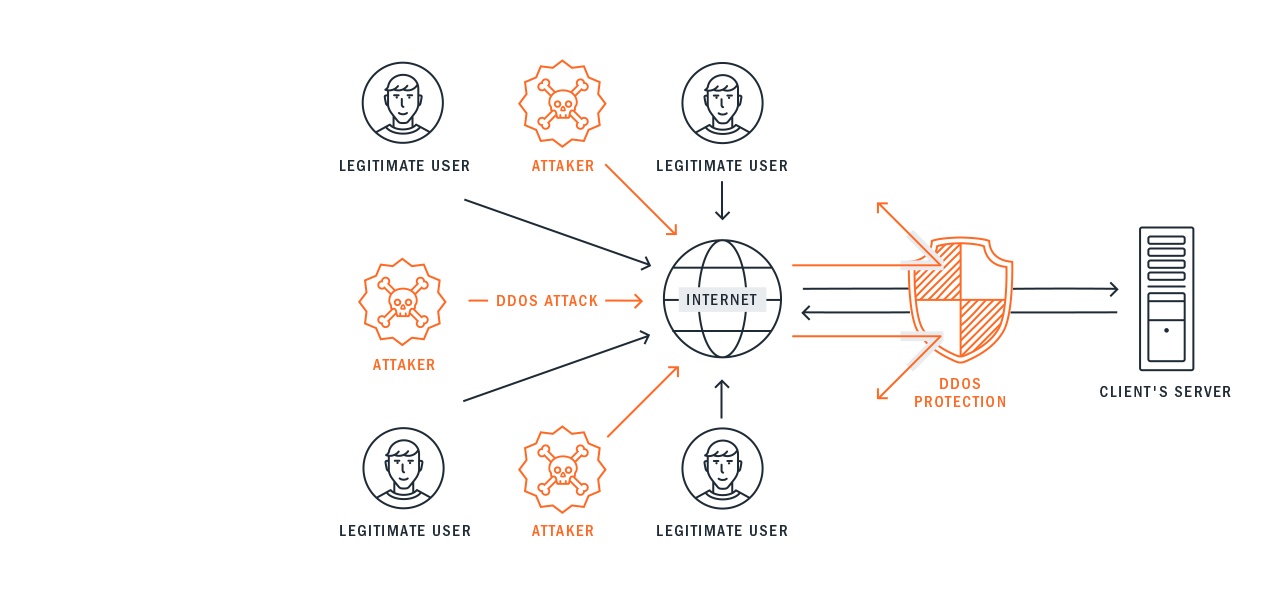 LEGITIMATE USER
ATTAKER
LEGITIMATE USER
INTERNET
DDOS ATTACK
ATTAKER
DDOS
PROTECTION
CLIENT'S SERVER
LEGITIMATE USER
ATTAKER
LEGITIMATE USER